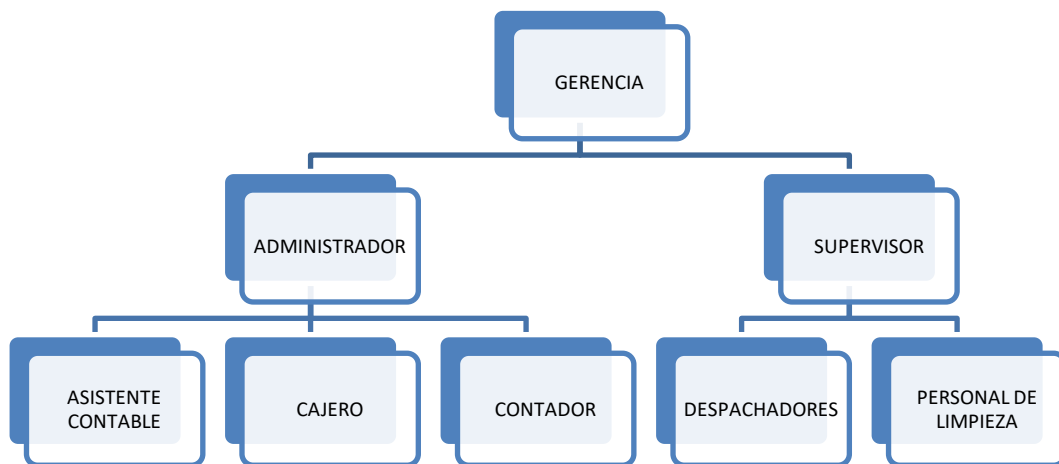 GERENCIA
ADMINISTRADOR
SUPERVISOR
ASISTENTE
CONTABLE
CAJERO
CONTADOR
DESPACHADORES
PERSONAL DE
LIMPIEZA